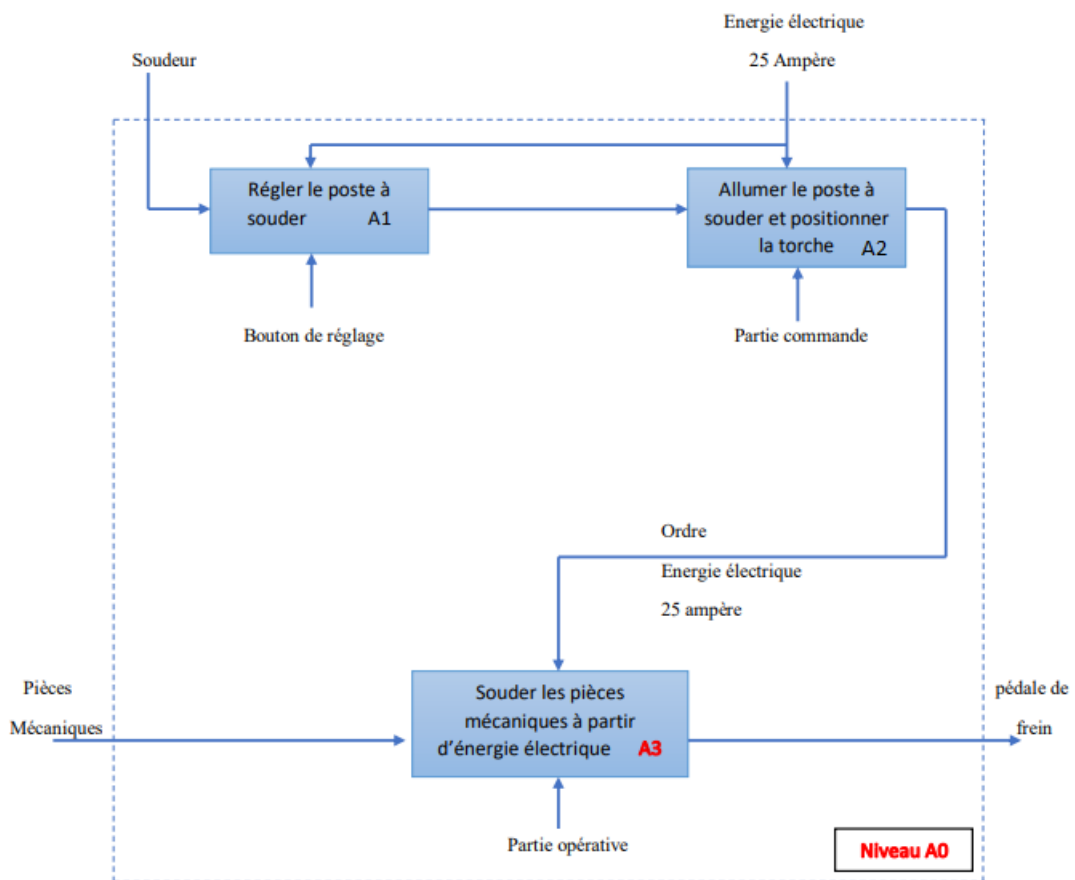 Energie électrique
25 Ampère
Soudeur
Régler le poste à
souder A1
Allumer le poste à
souder et positionner
la torche A2
Bouton de réglage
Partie commande
Ordre
Energie électrique
25 ampère
Pièces
Mécaniques
Souder les pièces
mécaniques à partir
d'énergie électrique A3
pédale de
frein
Partie opérative
Niveau A0